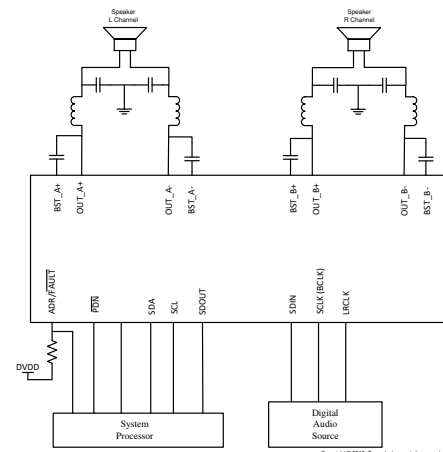 Speaker
L Channel
Speaker
R Channel
BST_A+
OUT_A+
OUT_A-
BST_A-
BST_B+
OUT_B+
OUT_B-
BST_B-
ADR/FAULT
PDN
SDA
SCL
SDOUT
SDIN
SCLK (BCLK)
LRCLK
DVDD
System
Processor
Digital
Audio
Source